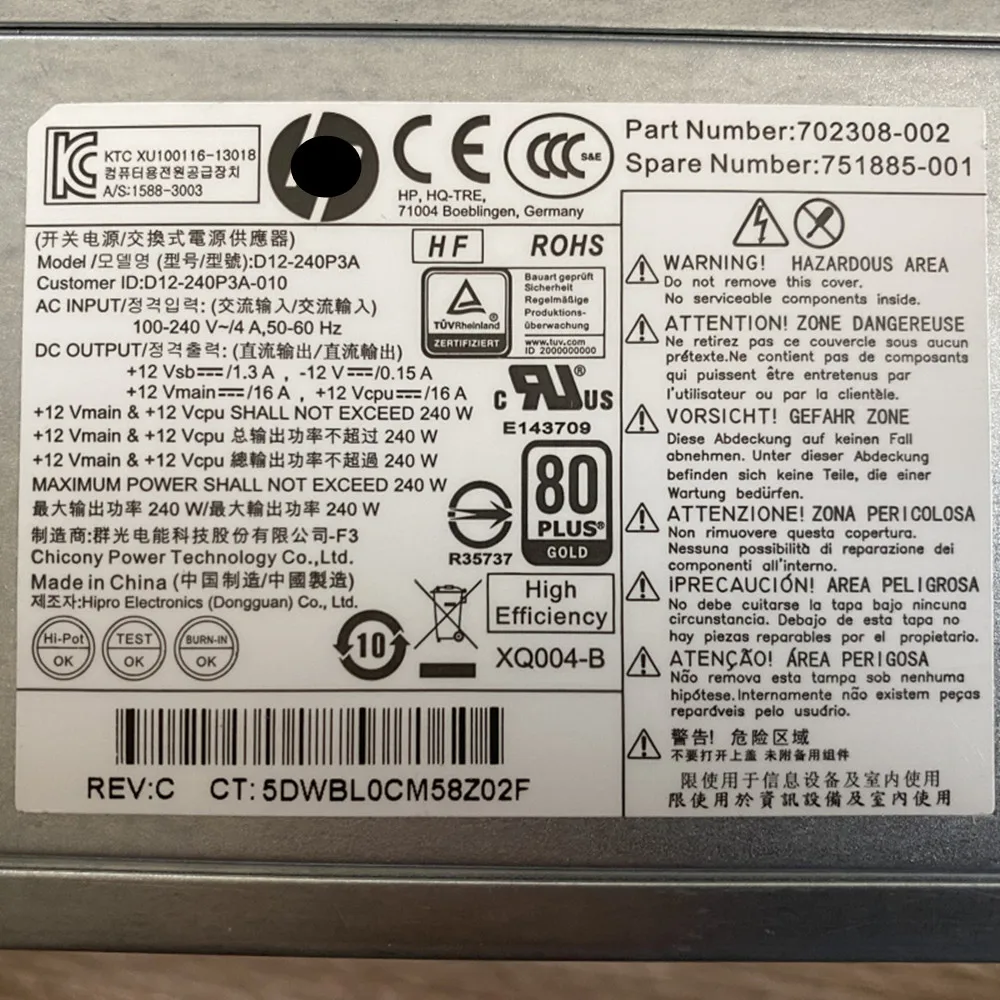 KTC XU100116-13018
컴퓨터용전원공급장치
A/S:1588-3003
CE
CCC S&E
HP, HQ-TRE,
71004 Boeblingen, Germany
Part Number:702308-002
Spare Number:751885-001
(开关电源/交換式電源供應器)
Model /모델명 (型号/型號):D12-240P3A
Customer ID:D12-240P3A-010
AC INPUT/정격입력: (交流输入/交流輸入)
100-240 V~/4 A,50-60 Hz
DC OUTPUT/정격출력: (直流输出/直流輸出)
+12 Vsb⎓/1.3 A , -12 V⎓/0.15 A
+12 Vmain⎓/16 A , +12 Vcpu⎓/16 A
+12 Vmain & +12 Vcpu SHALL NOT EXCEED 240 W
+12 Vmain & +12 Vcpu 总输出功率不超过 240 W
+12 Vmain & +12 Vcpu 總輸出功率不超過 240 W
MAXIMUM POWER SHALL NOT EXCEED 240 W
最大输出功率 240 W/最大輸出功率 240 W
制造商:群光电能科技股份有限公司-F3
Chicony Power Technology Co.,Ltd.
Made in China (中国制造/中國製造)
제조자:Hipro Electronics (Dongguan) Co., Ltd.
Hi-Pot OK
TEST OK
BURN-IN OK
HF
ROHS
TÜVRheinland®
ZERTIFIZIERT
Bauart geprüft
Sicherheit
Regelmäßige
Produktions-
überwachung
www.tuv.com
ID 2000000000
c RU® US
E143709
80
PLUS®
GOLD
R35737
High
Efficiency
10
XQ004-B
WARNING! HAZARDOUS AREA
Do not remove this cover.
No serviceable components inside.
ATTENTION! ZONE DANGEREUSE
Ne retirez pas ce couvercle sous aucun
prétexte.Ne contient pas de composants
qui puissent être entretenus par
l'utilisateur ou par la clientèle.
VORSICHT! GEFAHR ZONE
Diese Abdeckung auf keinen Fall
abnehmen. Unter dieser Abdeckung
befinden sich keine Teile, die einer
Wartung bedürfen.
ATTENZIONE! ZONA PERICOLOSA
Non rimuovere questa copertura.
Nessuna possibilitâ di reparazione dei
componenti all'interno.
¡PRECAUCIÓN! AREA PELIGROSA
No debe cuitarse la tapa bajo nincuna
circunstancia. Debajo de esta tapa no
hay piezas reparables por el propietario.
ATENÇÃO! ÁREA PERIGOSA
Não remova esta tampa sob nenhuma
hipótese.Internamente não existem peças
repardveis pelo usudrio.
警告! 危险区域
不要打开上盖 未附备用组件
限使用于信息设备及室内使用
限使用於資訊設備及室內使用
REV:C CT: 5DWBL0CM58Z02F